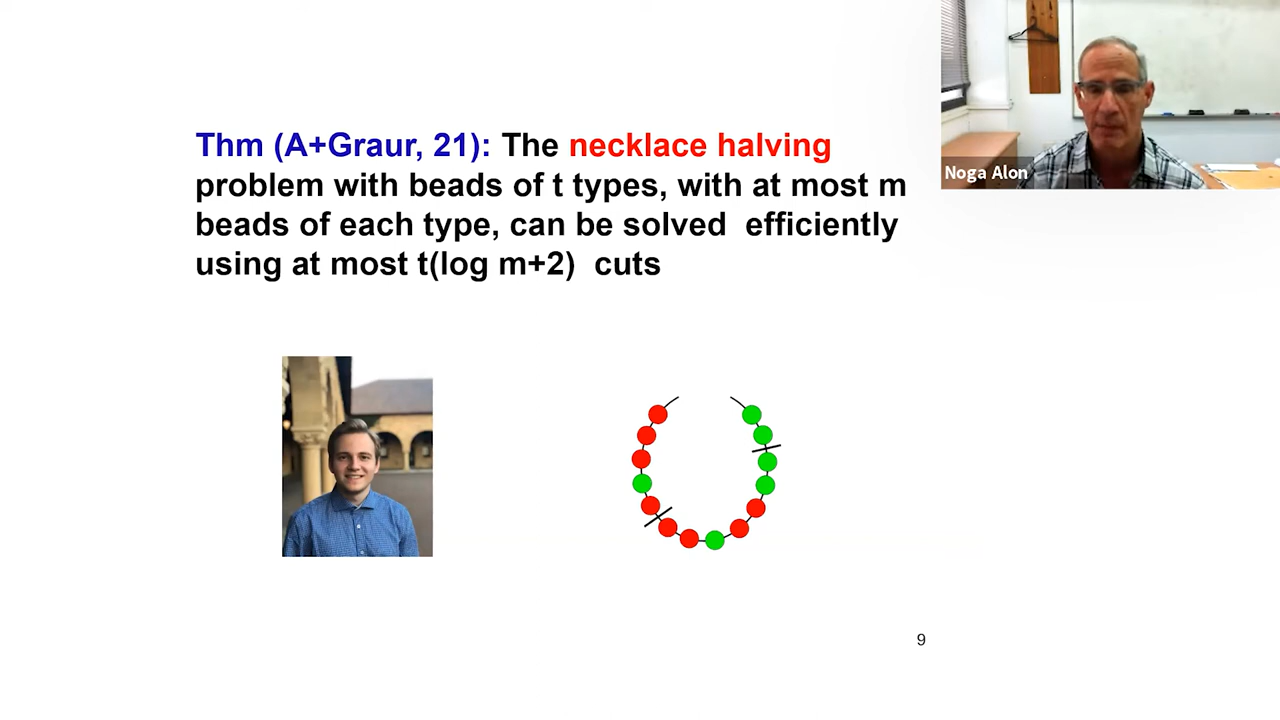 Thm (A+Graur, 21): The necklace halving
problem with beads of t types, with at most m
beads of each type, can be solved efficiently
using at most t(log m+2) cuts
Noga Alon
9